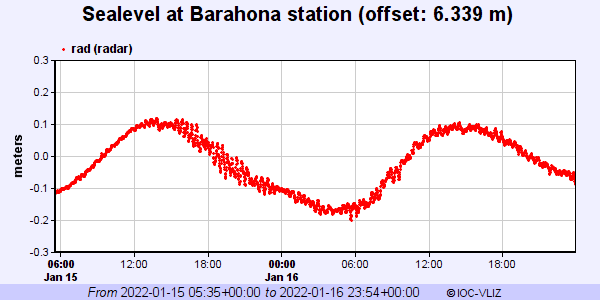 Sealevel at Barahona station (offset: 6.339 m)
rad (radar)
meters
0.3
0.2
0.1
0.0
-0.1
-0.2
-0.3
06:00 12:00 18:00 00:00 06:00 12:00 18:00
Jan 15 Jan 16
From 2022-01-15 05:35+00:00 to 2022-01-16 23:54+00:00 © IOC-VLIZ